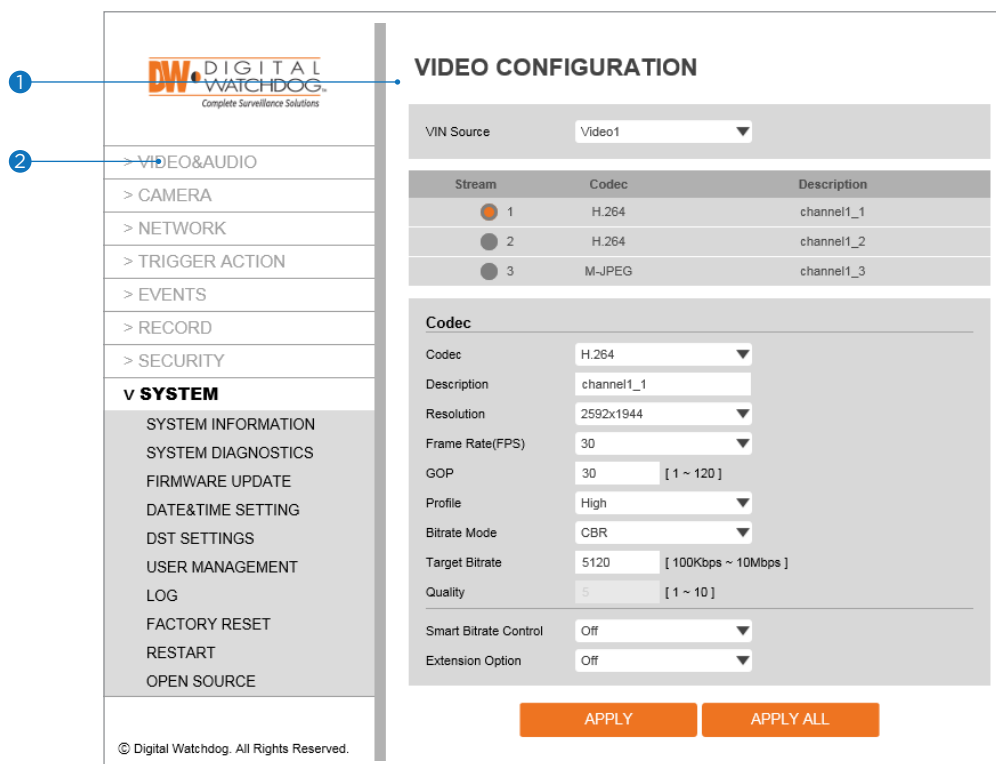 1
2
DW DIGITAL
WATCHDOG™
Complete Surveillance Solutions
> VIDEO&AUDIO
> CAMERA
> NETWORK
> TRIGGER ACTION
> EVENTS
> RECORD
> SECURITY
v SYSTEM
SYSTEM INFORMATION
SYSTEM DIAGNOSTICS
FIRMWARE UPDATE
DATE&TIME SETTING
DST SETTINGS
USER MANAGEMENT
LOG
FACTORY RESET
RESTART
OPEN SOURCE
© Digital Watchdog. All Rights Reserved.
VIDEO CONFIGURATION
VIN Source Video1
Stream Codec Description
1 H.264 channel1_1
2 H.264 channel1_2
3 M-JPEG channel1_3
Codec
Codec H.264
Description channel1_1
Resolution 2592x1944
Frame Rate(FPS) 30
GOP 30 [ 1 ~ 120 ]
Profile High
Bitrate Mode CBR
Target Bitrate 5120 [ 100Kbps ~ 10Mbps ]
Quality 5 [ 1 ~ 10 ]
Smart Bitrate Control Off
Extension Option Off
APPLY APPLY ALL